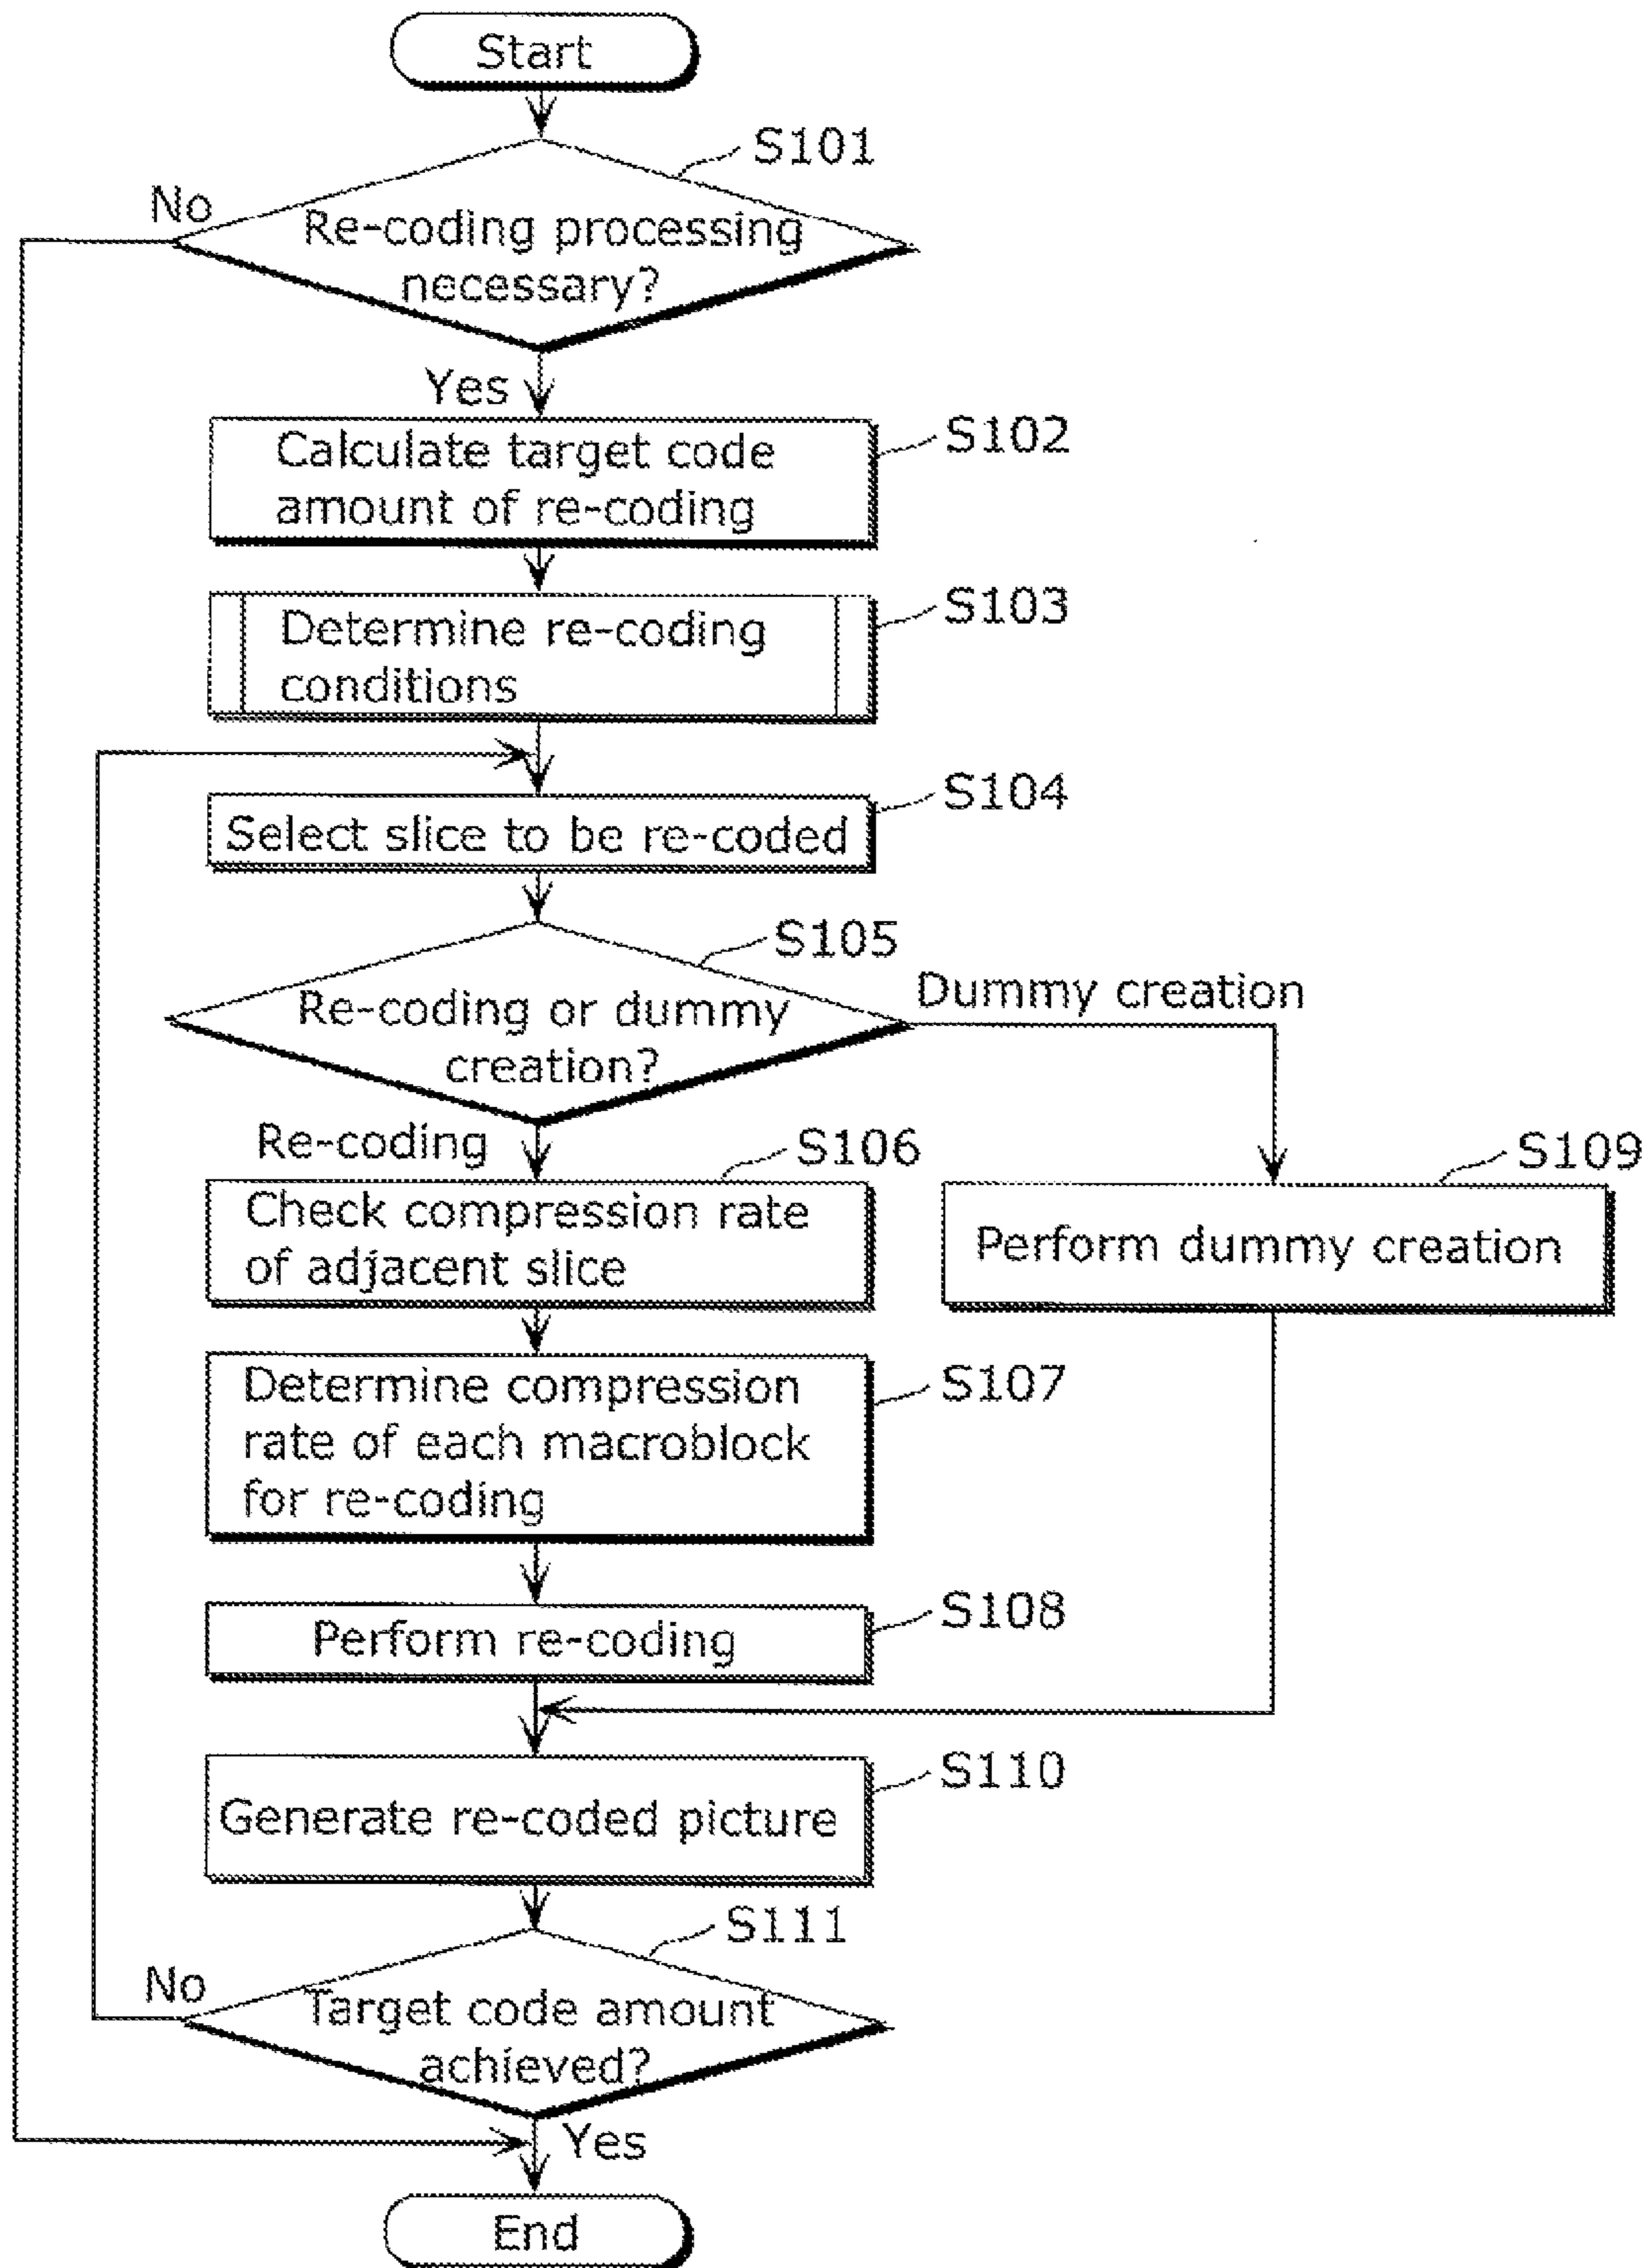 Start
S101
No
Re-coding processing
necessary?
Yes
S102
Calculate target code
amount of re-coding
S103
Determine re-coding
conditions
S104
Select slice to be re-coded
S105
Dummy creation
Re-coding or dummy
creation?
Re-coding
S106
S109
Check compression rate
of adjacent slice
Perform dummy creation
S107
Determine compression
rate of each macroblock
for re-coding
S108
Perform re-coding
S110
Generate re-coded picture
S111
No
Target code amount
achieved?
Yes
End